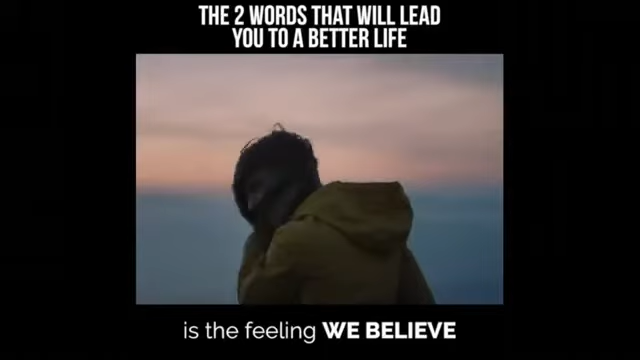 THE 2 WORDS THAT WILL LEAD
YOU TO A BETTER LIFE
is the feeling WE BELIEVE